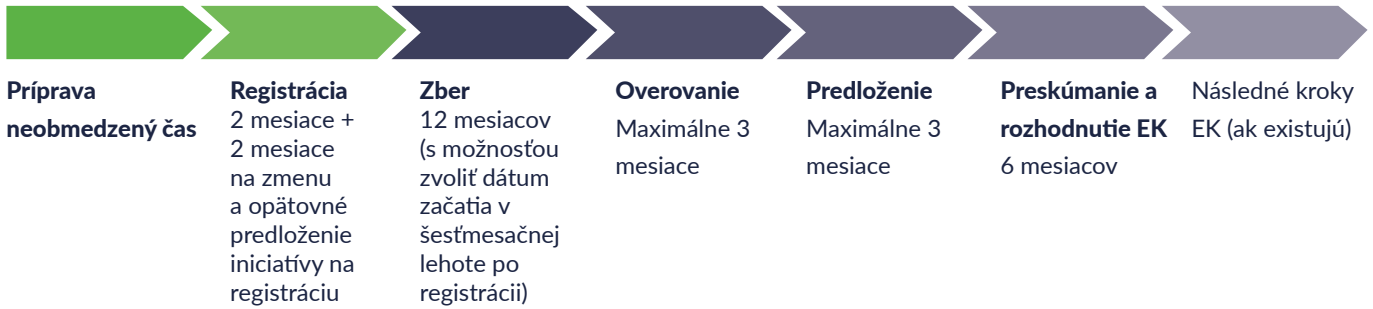 Príprava
neobmedzený čas
Registrácia
2 mesiace +
2 mesiace
na zmenu
a opätovné
predloženie
iniciatívy na
registráciu
Zber
12 mesiacov
(s možnosťou
zvoliť dátum
začatia v
šesťmesačnej
lehote po
registrácii)
Overovanie
Maximálne 3
mesiace
Predloženie
Maximálne 3
mesiace
Preskúmanie a
rozhodnutie EK
6 mesiacov
Následné kroky
EK (ak existujú)